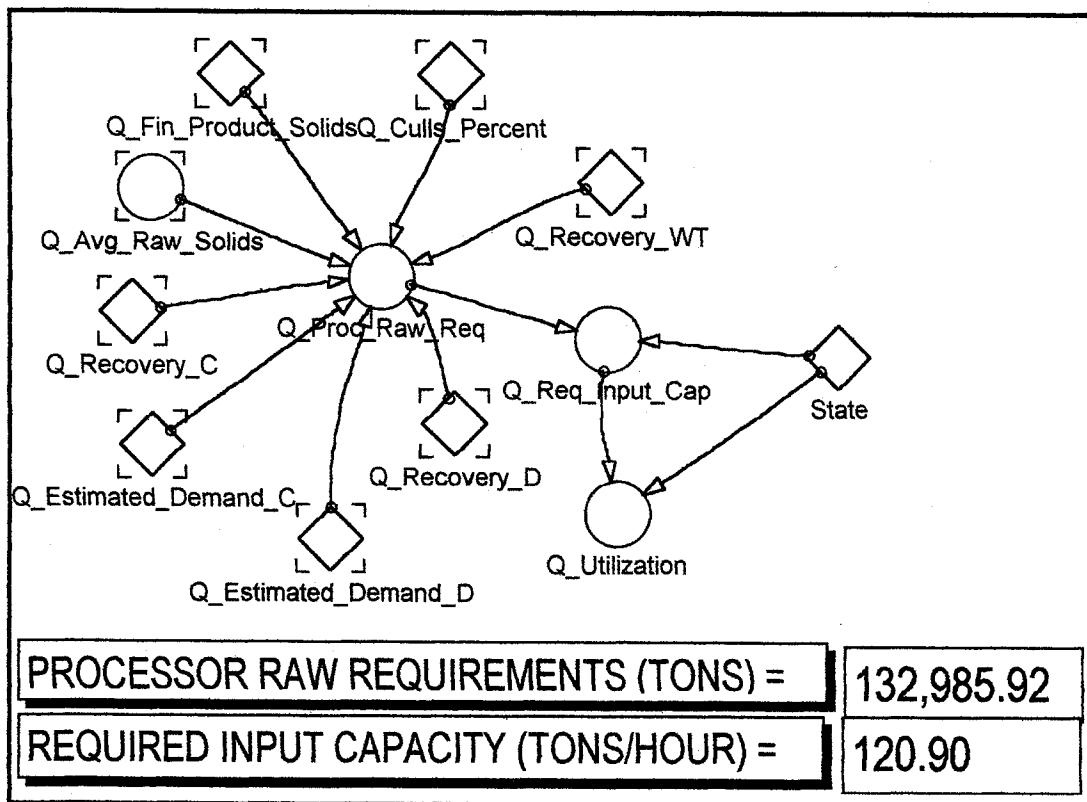 Q_Fin_Product_Solids
Q_Culls_Percent
Q_Avg_Raw_Solids
Q_Recovery_WT
Q_Proc_Raw_Req
Q_Recovery_C
Q_Req_Input_Cap
State
Q_Recovery_D
Q_Estimated_Demand_C
Q_Utilization
Q_Estimated_Demand_D
PROCESSOR RAW REQUIREMENTS (TONS) = 132,985.92
REQUIRED INPUT CAPACITY (TONS/HOUR) = 120.90